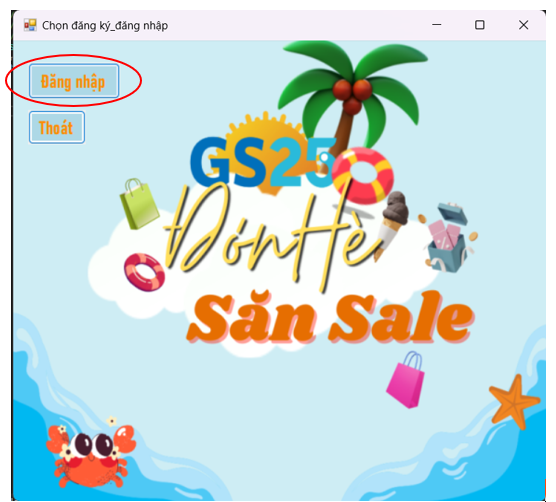 Chọn đăng ký_đăng nhập
Đăng nhập
Thoát
GS25
Đón Hè
Săn Sale